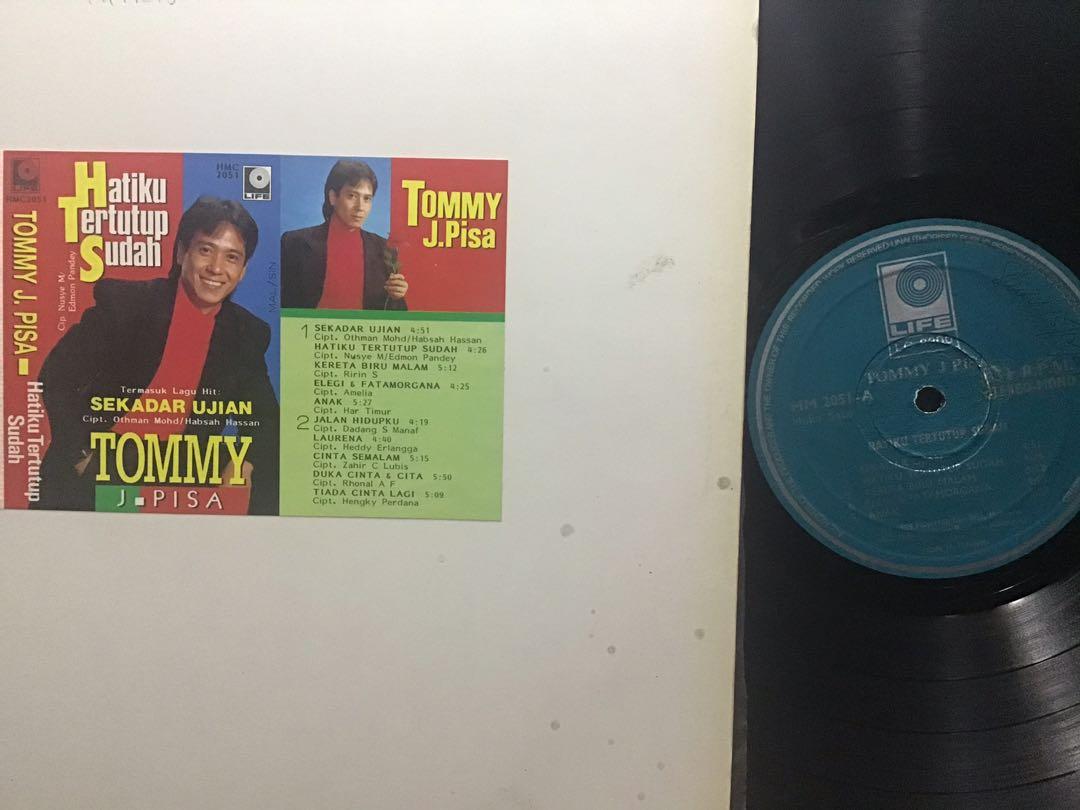 LIFE
HMC2051
TOMMY J. PISA
Hatiku Tertutup
Sudah
Hatiku
Tertutup
Sudah
Cip. Nusye M/
Edmon Pandey
HMC
2051
LIFE
MAL/SIN
Termasuk Lagu Hit:
SEKADAR UJIAN
Cipt. Othman Mohd/Habsah Hassan
TOMMY
J. PISA
TOMMY
J.Pisa
1 SEKADAR UJIAN 4:51
Cipt. Othman Mohd/Habsah Hassan
HATIKU TERTUTUP SUDAH 4:26
Cipt. Nusye M/Edmon Pandey
KERETA BIRU MALAM 5:12
Cipt. Ririn S
ELEGI & FATAMORGANA 4:25
Cipt. Amelia
ANAK 5:27
Cipt. Har Timur
2 JALAN HIDUPKU 4:19
Cipt. Dadang S Manaf
LAURENA 4:40
Cipt. Heddy Erlangga
CINTA SEMALAM 5:15
Cipt. Zahir C Lubis
DUKA CINTA & CITA 5:50
Cipt. Rhonal A F
TIADA CINTA LAGI 5:09
Cipt. Hengky Perdana
LIFE
TOMMY J PISA
MM 2051-A
HATIKU TERTUTUP SUDAH